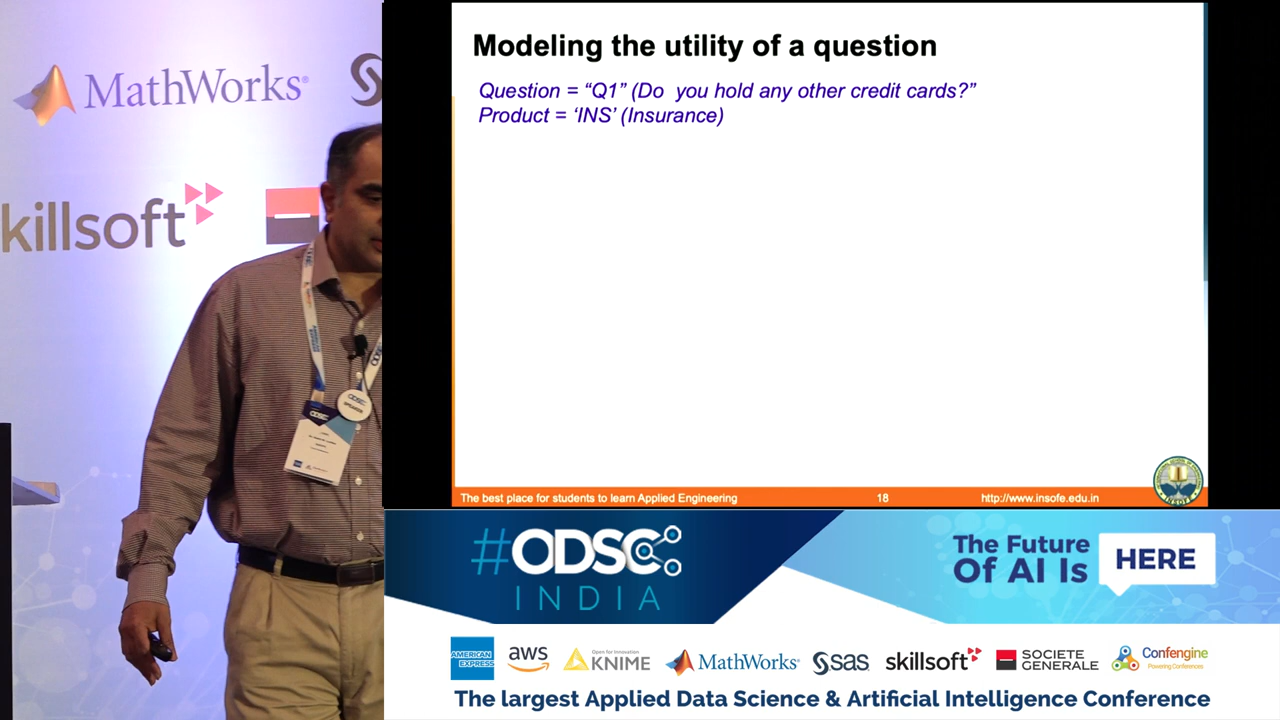 MathWorks®
skillsoft
ODSC
SPEAKER
Modeling the utility of a question
Question = “Q1” (Do you hold any other credit cards?”
Product = ‘INS’ (Insurance)
The best place for students to learn Applied Engineering
18
http://www.insofe.edu.in
INSOFE
#ODSC
INDIA
The Future
Of AI Is
HERE
AMERICAN
EXPRESS
aws
Open for Innovation
KNIME
MathWorks®
sas
skillsoft
SOCIETE
GENERALE
Confengine
Powering Conferences
The largest Applied Data Science & Artificial Intelligence Conference